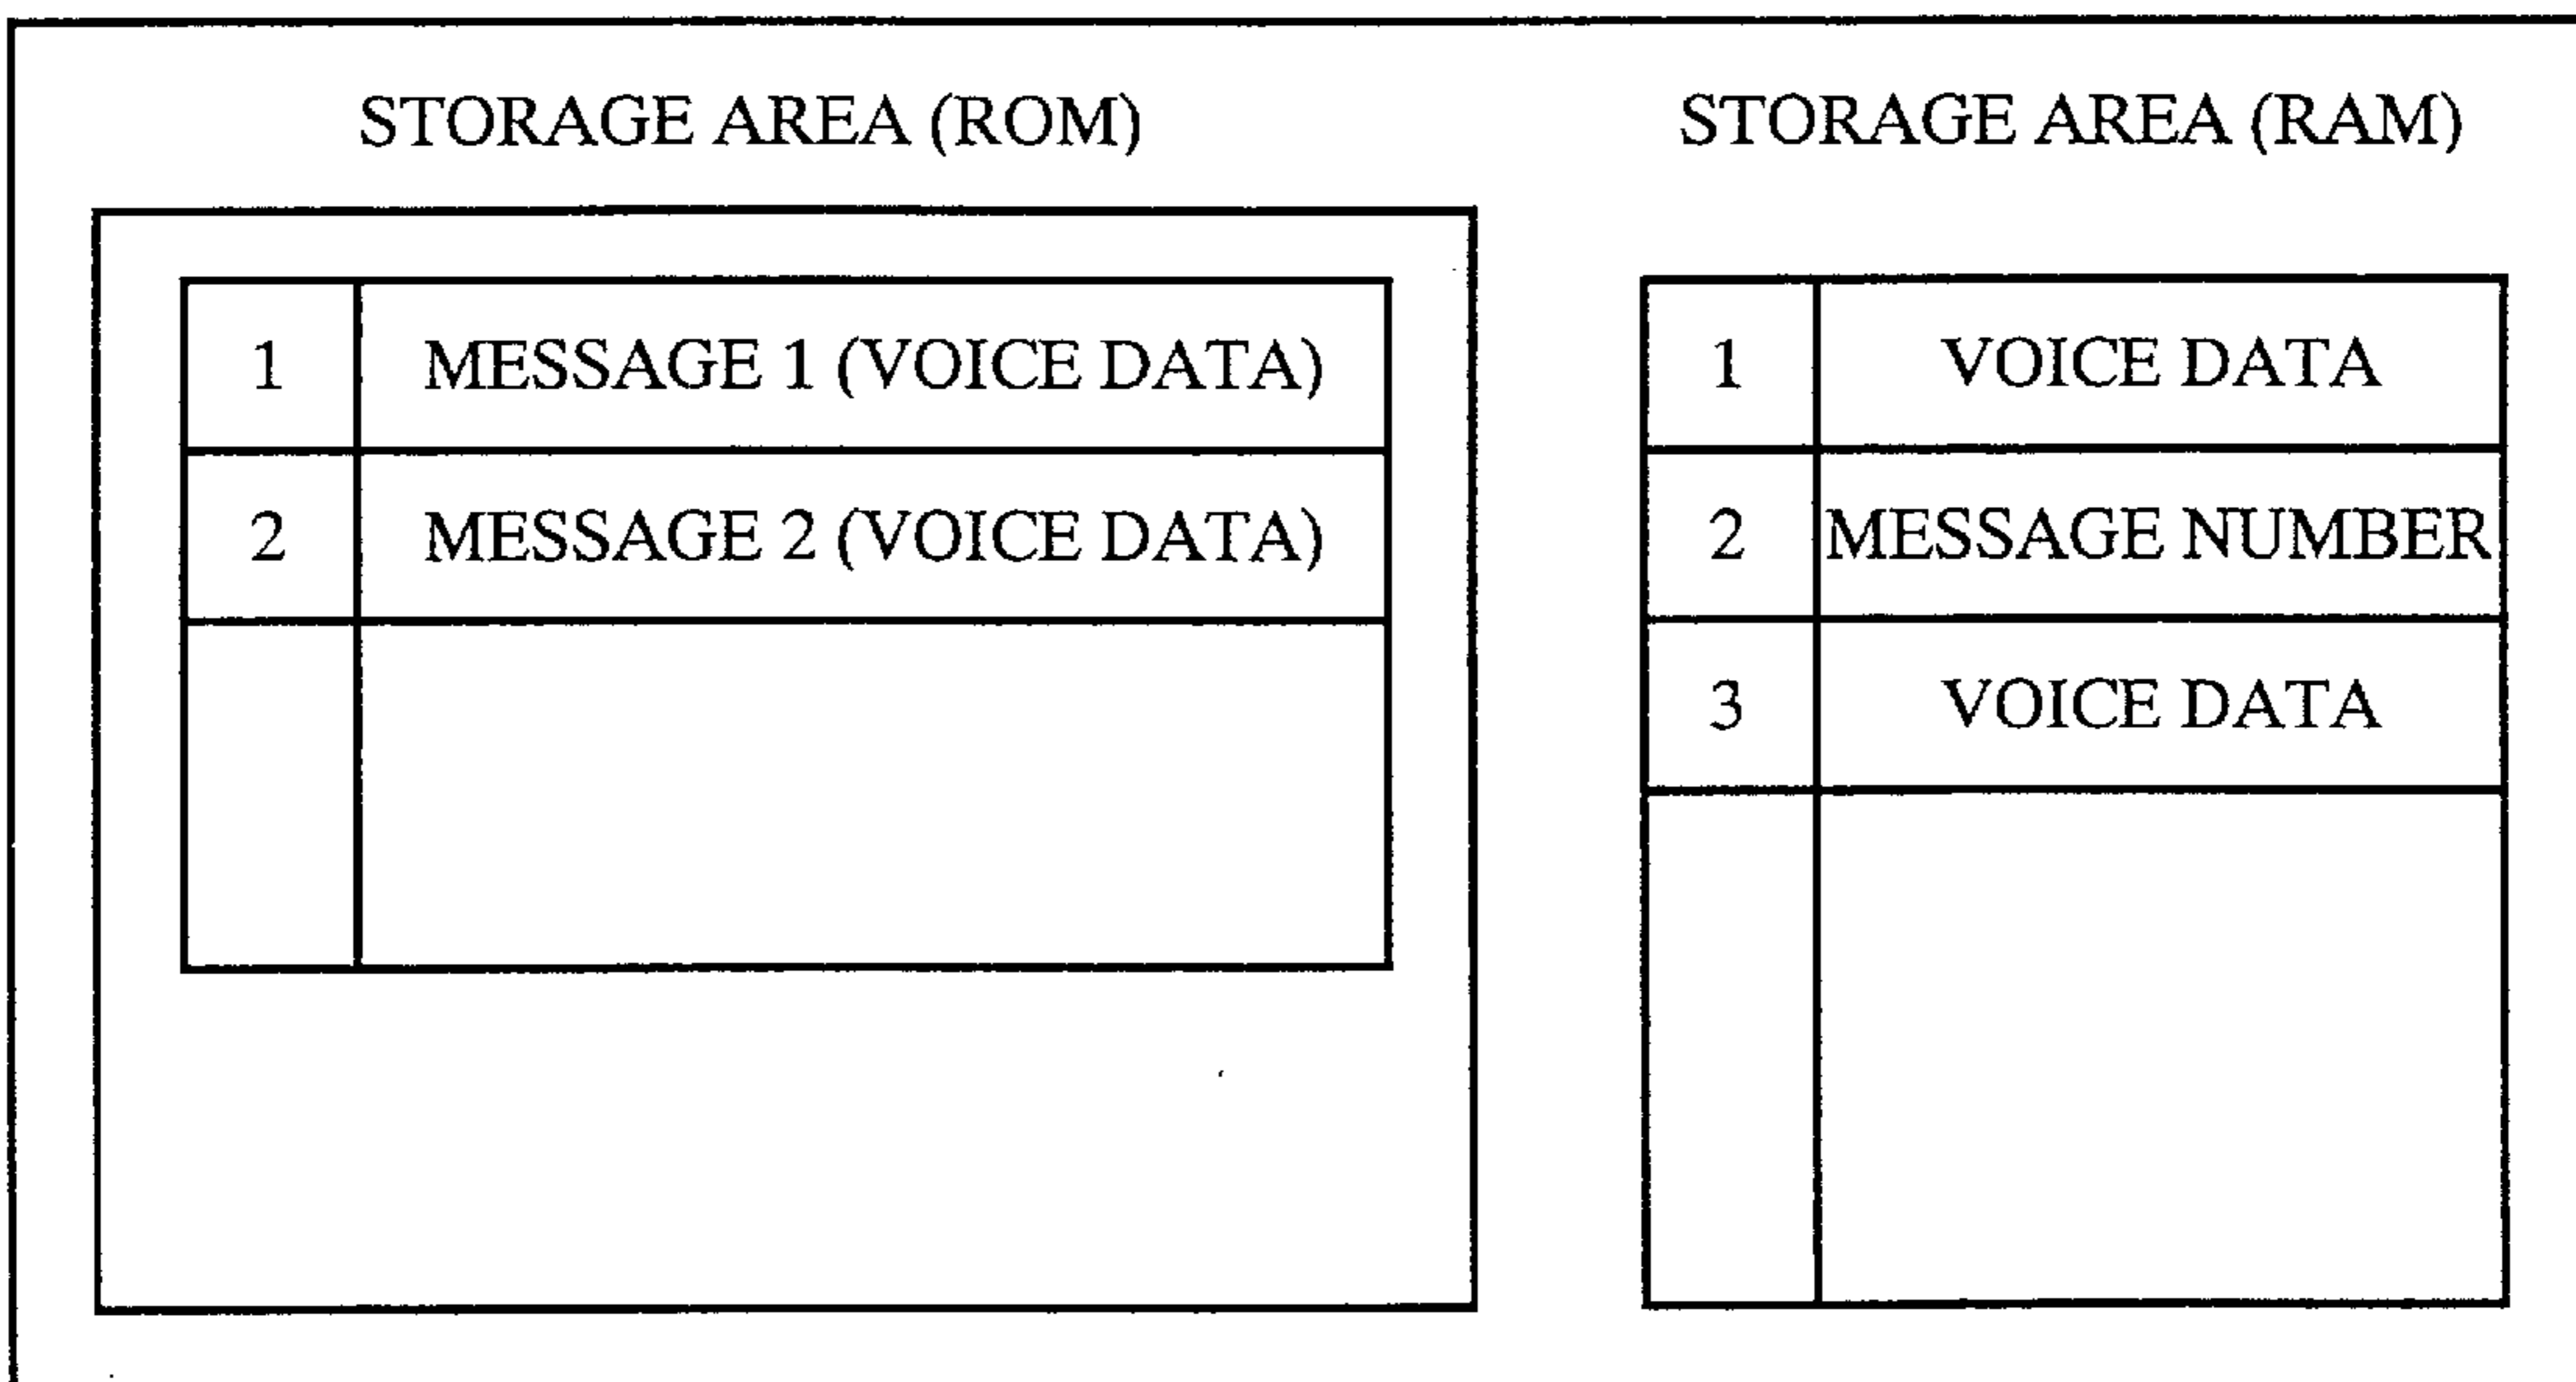 STORAGE AREA (ROM)
1 MESSAGE 1 (VOICE DATA)
2 MESSAGE 2 (VOICE DATA)
STORAGE AREA (RAM)
1 VOICE DATA
2 MESSAGE NUMBER
3 VOICE DATA